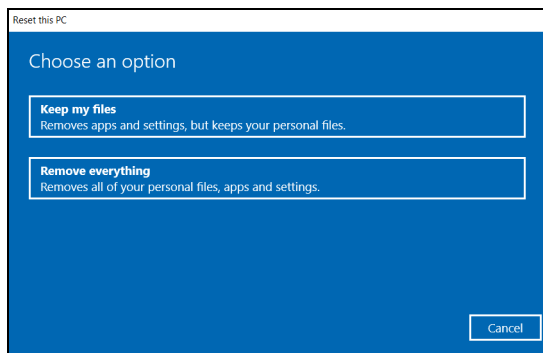 Reset this PC
Choose an option
Keep my files
Removes apps and settings, but keeps your personal files.
Remove everything
Removes all of your personal files, apps and settings.
Cancel